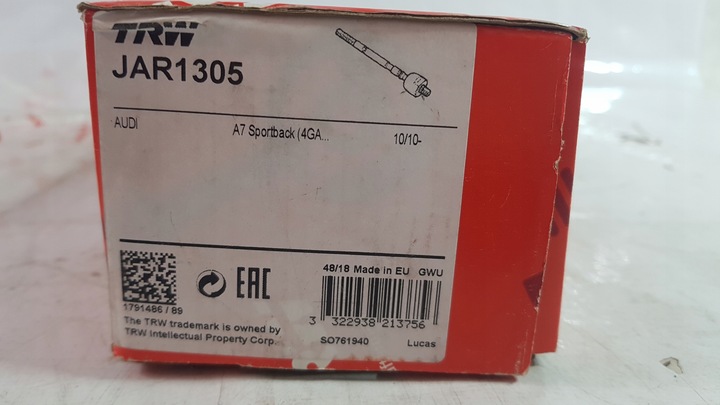 TRW
JAR1305
AUDI A7 Sportback (4GA... 10/10-
48/18 Made in EU GWU
EAC
1791486 / 89
3 322938 213756
The TRW trademark is owned by
TRW Intellectual Property Corp.
SO761940 Lucas